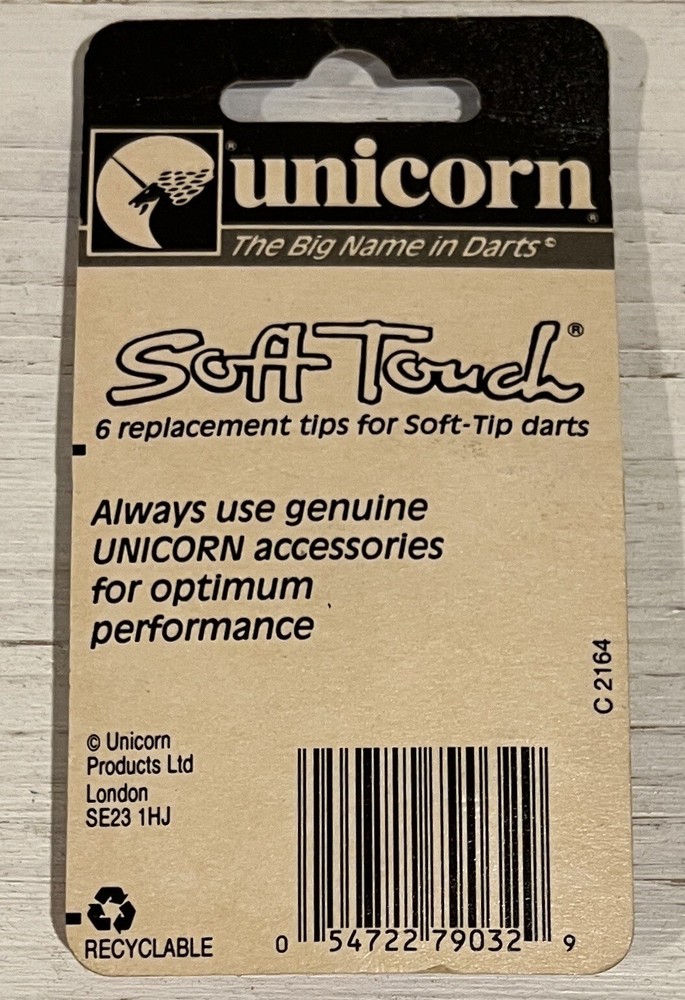 unicorn®
The Big Name in Darts©
Soft Touch®
6 replacement tips for Soft-Tip darts
Always use genuine
UNICORN accessories
for optimum
performance
C 2164
© Unicorn
Products Ltd
London
SE23 1HJ
RECYCLABLE
0 54722 79032 9